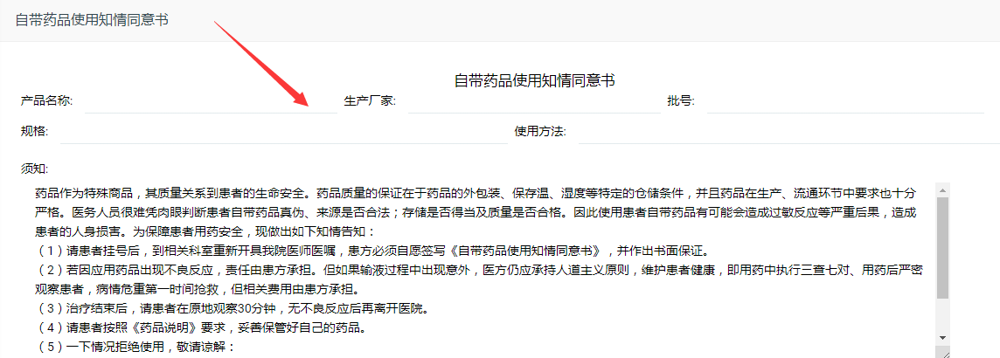 自带药品使用知情同意书
自带药品使用知情同意书
产品名称: 生产厂家: 批号:
规格: 使用方法:
须知:
药品作为特殊商品，其质量关系到患者的生命安全。药品质量的保证在于药品的外包装、保存温、湿度等特定的仓储条件，并且药品在生产、流通环节中要求也十分
严格。医务人员很难凭肉眼判断患者自带药品真伪、来源是否合法；存储是否得当及质量是否合格。因此使用患者自带药品有可能会造成过敏反应等严重后果，造成
患者的人身损害。为保障患者用药安全，现做出如下知情告知：
（1）请患者挂号后，到相关科室重新开具我院医师医嘱，患方必须自愿签写《自带药品使用知情同意书》，并作出书面保证。
（2）若因应用药品出现不良反应，责任由患方承担。但如果输液过程中出现意外，医方仍应承持人道主义原则，维护患者健康，即用药中执行三查七对、用药后严密
观察患者，病情危重第一时间抢救，但相关费用由患方承担。
（3）治疗结束后，请患者在原地观察30分钟，无不良反应后再离开医院。
（4）请患者按照《药品说明》要求，妥善保管好自己的药品。
（5）一下情况拒绝使用，敬请谅解：